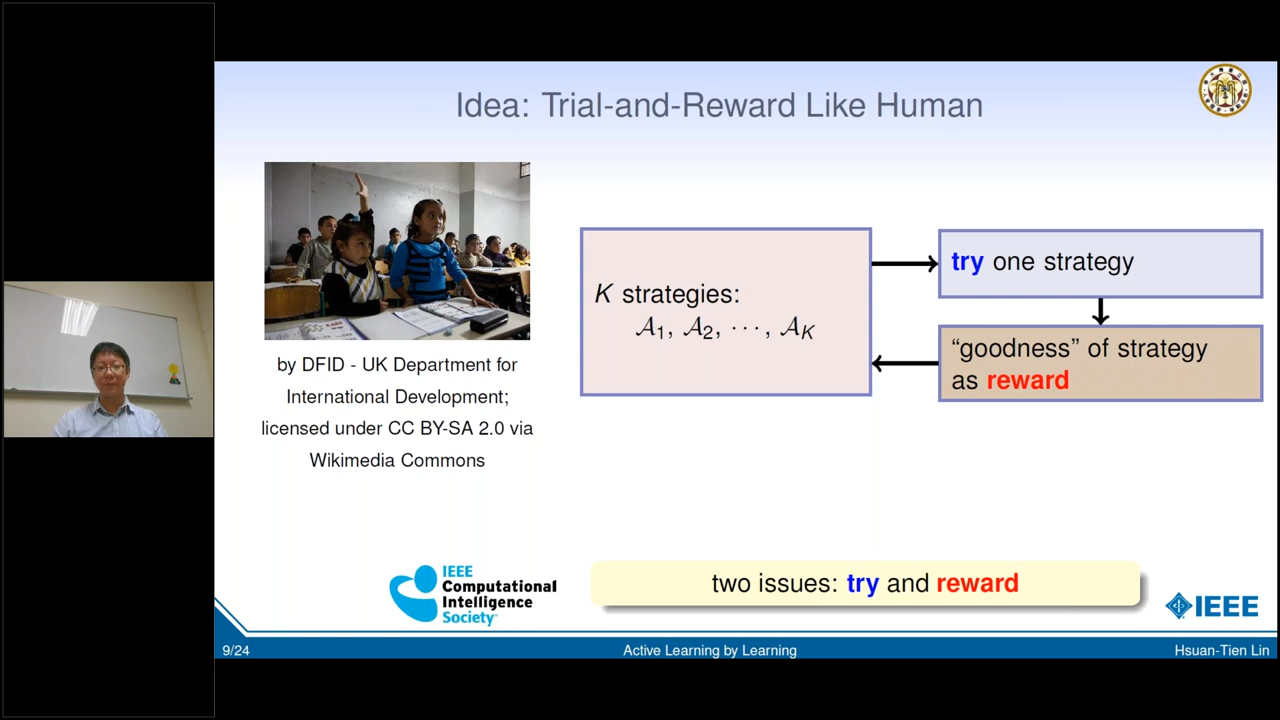 Idea: Trial-and-Reward Like Human
by DFID - UK Department for
International Development;
licensed under CC BY-SA 2.0 via
Wikimedia Commons
K strategies:
𝒜₁, 𝒜₂, ⋯, 𝒜_K
try one strategy
“goodness” of strategy
as reward
two issues: try and reward
IEEE
Computational
Intelligence
Society
IEEE
9/24
Active Learning by Learning
Hsuan-Tien Lin